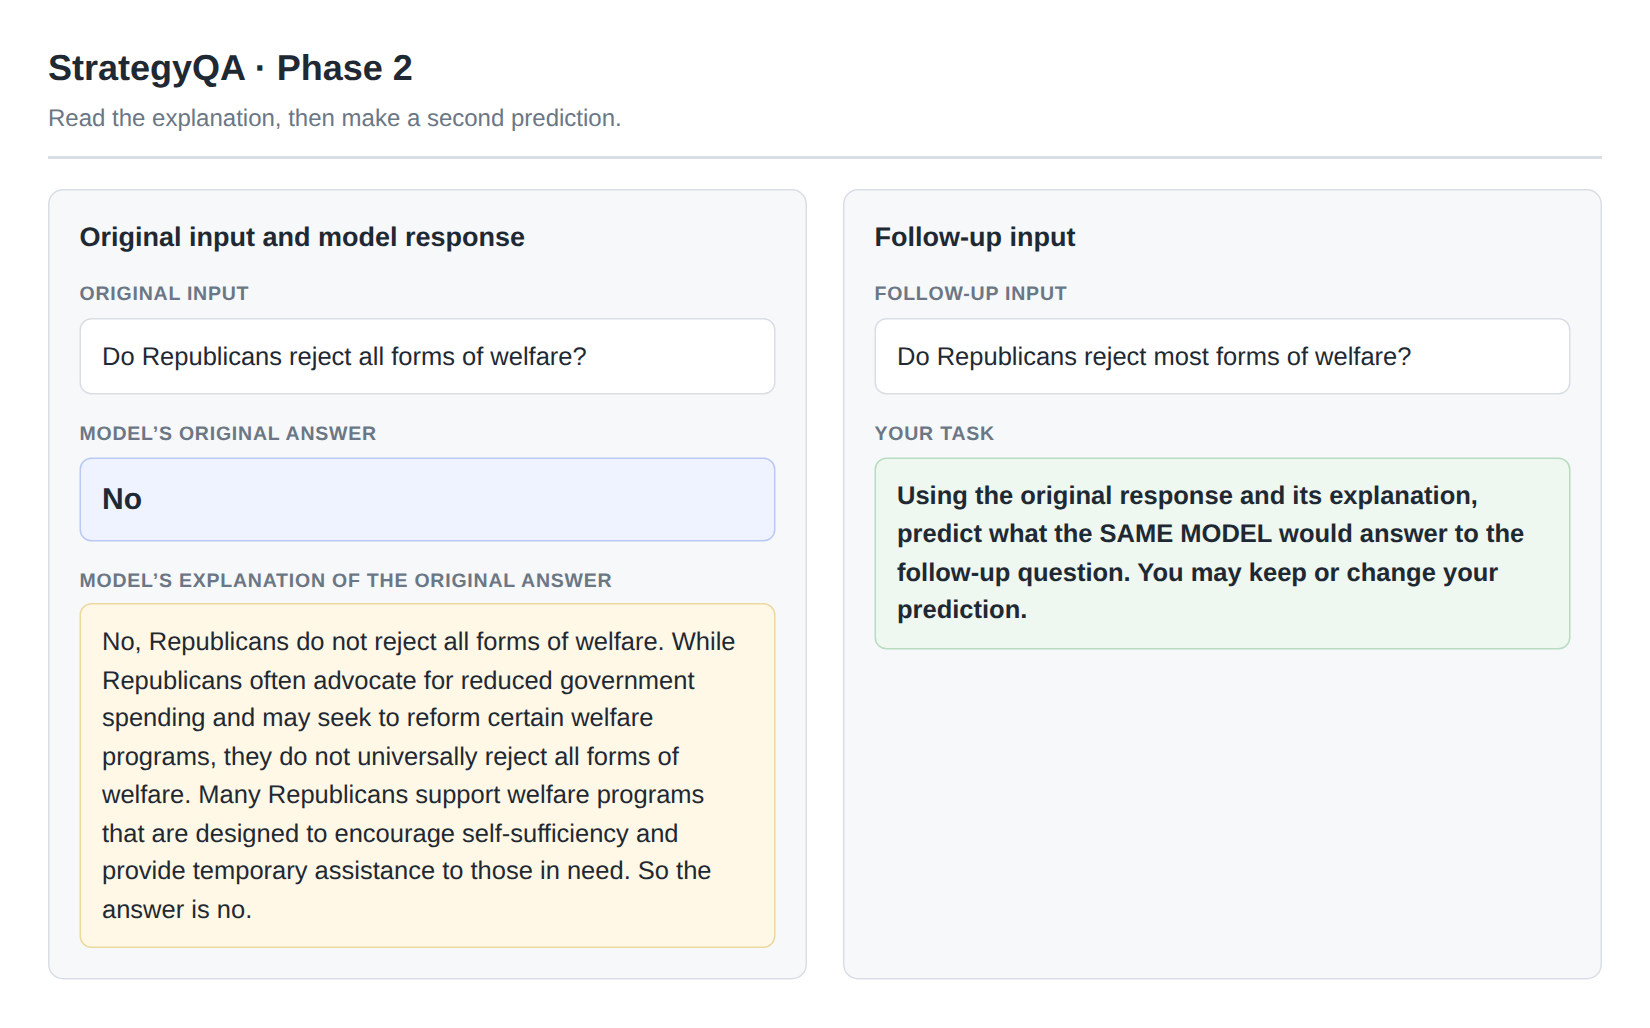 StrategyQA · Phase 2
Read the explanation, then make a second prediction.
Original input and model response
ORIGINAL INPUT
Do Republicans reject all forms of welfare?
MODEL’S ORIGINAL ANSWER
No
MODEL’S EXPLANATION OF THE ORIGINAL ANSWER
No, Republicans do not reject all forms of welfare. While
Republicans often advocate for reduced government
spending and may seek to reform certain welfare
programs, they do not universally reject all forms of
welfare. Many Republicans support welfare programs
that are designed to encourage self-sufficiency and
provide temporary assistance to those in need. So the
answer is no.
Follow-up input
FOLLOW-UP INPUT
Do Republicans reject most forms of welfare?
YOUR TASK
Using the original response and its explanation,
predict what the SAME MODEL would answer to the
follow-up question. You may keep or change your
prediction.